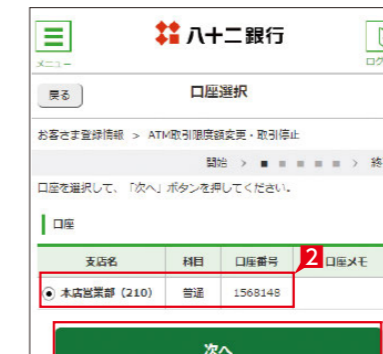 八十二銀行
メニュー
戻る 口座選択
お客さま登録情報 > ATM取引限度額変更・取引停止
開始 > ■ ■ ■ ■ ■ ■ > 終
口座を選択して、「次へ」ボタンを押してください。
口座
支店名 科目 口座番号 2 口座メモ
本店営業部(210) 普通 1568148
次へ